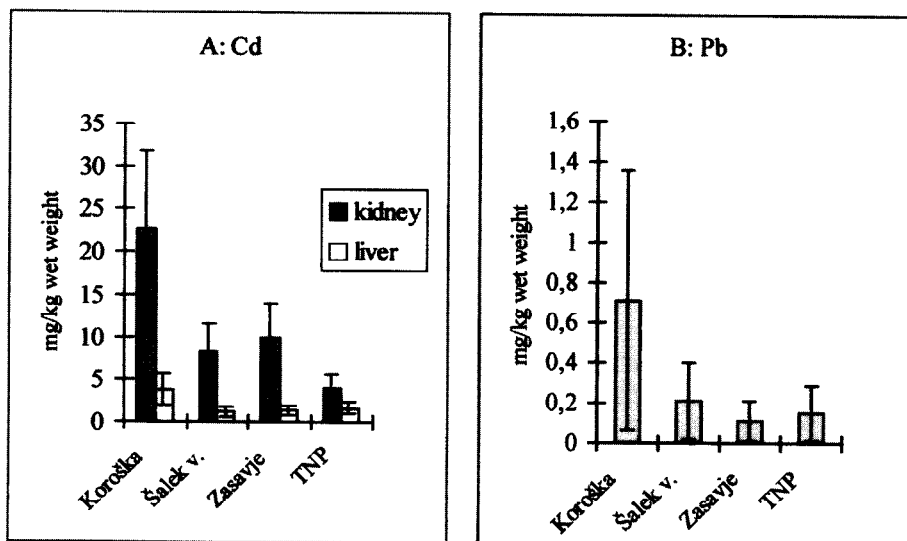 A: Cd
mg/kg wet weight
35
30
25
20
15
10
5
0
kidney
liver
Koroška
Šalek v.
Zasavje
TNP
B: Pb
mg/kg wet weight
1,6
1,4
1,2
1
0,8
0,6
0,4
0,2
0
Koroška
Šalek v.
Zasavje
TNP